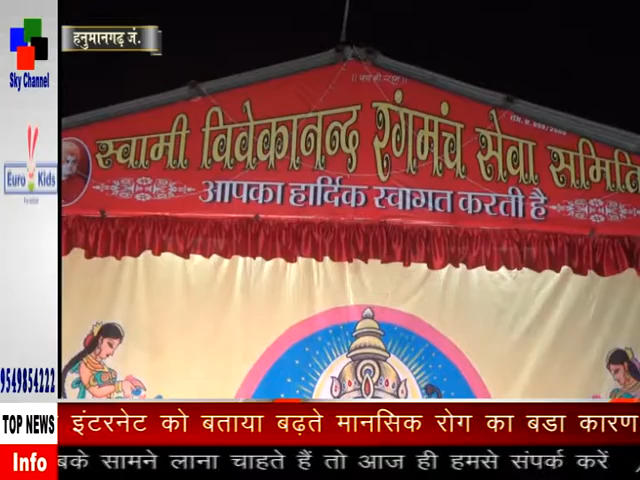 हनुमानगढ़ जं.
info
Sky Channel
स्वामी विवेकानन्द रंगमंच सेवा समिति
आपका हार्दिक स्वागत करती है
Euro Kids
9549854222
TOP NEWS
इंटरनेट को बताया बढ़ते मानसिक रोग का बडा कारण
Info
बके सामने लाना चाहते हैं तो आज ही हमसे संपर्क करें